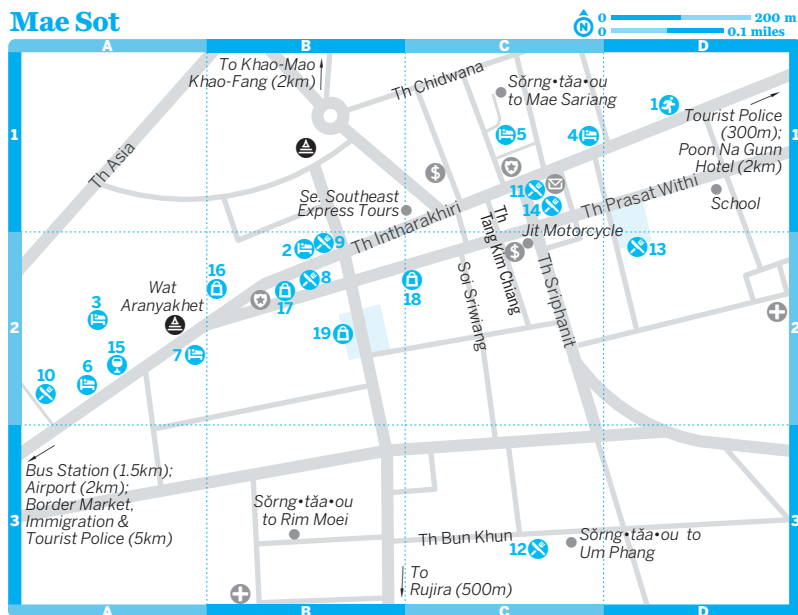 Mae Sot
N
0 200 m
0 0.1 miles
A
B
C
D
To Khao-Mao
Khao-Fang (2km)
Th Chidwana
Sŏrng•tăa•ou
to Mae Sariang
1
1
1
5
4
Tourist Police
(300m);
Poon Na Gunn
Hotel (2km)
Th Asia
$
11
14
Th Prasat Withi
School
Se. Southeast
Express Tours
Th Intharakhiri
Th
Tang Kim Chiang
Jit Motorcycle
$
13
2
9
16
8
17
18
Wat
Aranyakhet
Soi Sriwiang
Th Sriphanit
3
2
2
19
15
7
6
10
Bus Station (1.5km);
Airport (2km);
Border Market,
Immigration &
Tourist Police (5km)
Sŏrng•tăa•ou
to Rim Moei
3
3
Th Bun Khun
12
Sŏrng•tăa•ou to
Um Phang
To
Rujira (500m)
A
B
C
D